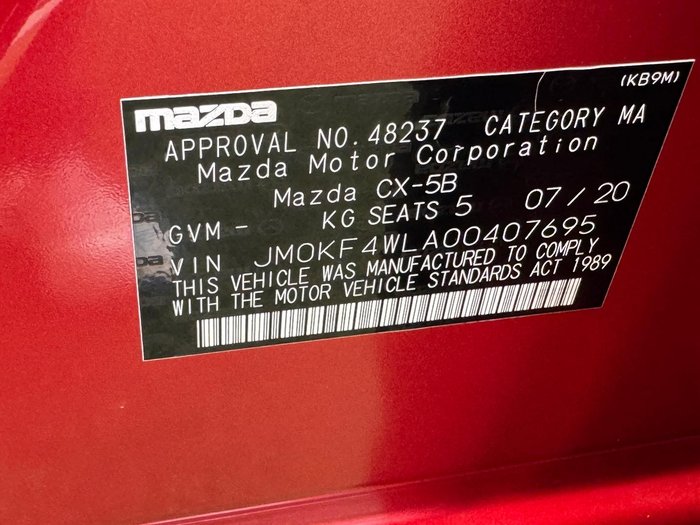 (KB9M)
mazda
APPROVAL NO.48237 CATEGORY MA
Mazda Motor Corporation
Mazda CX-5B
GVM - KG SEATS 5 07/20
VIN JM0KF4WLA00407695
THIS VEHICLE WAS MANUFACTURED TO COMPLY
WITH THE MOTOR VEHICLE STANDARDS ACT 1989